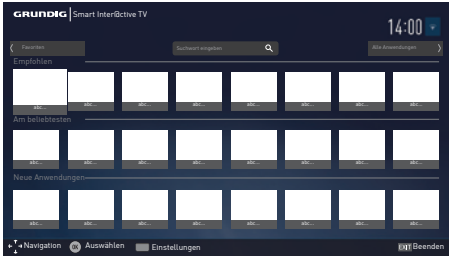 GRUNDIG Smart Inter@ctive TV
14:00
Favoriten Suchwort eingeben Alle Anwendungen
Empfohlen
abc... abc... abc... abc... abc... abc... abc... abc...
Am beliebtesten
abc... abc... abc... abc... abc... abc... abc... abc...
Neue Anwendungen
abc... abc... abc... abc... abc... abc... abc... abc...
Navigation OK Auswählen Einstellungen EXIT Beenden